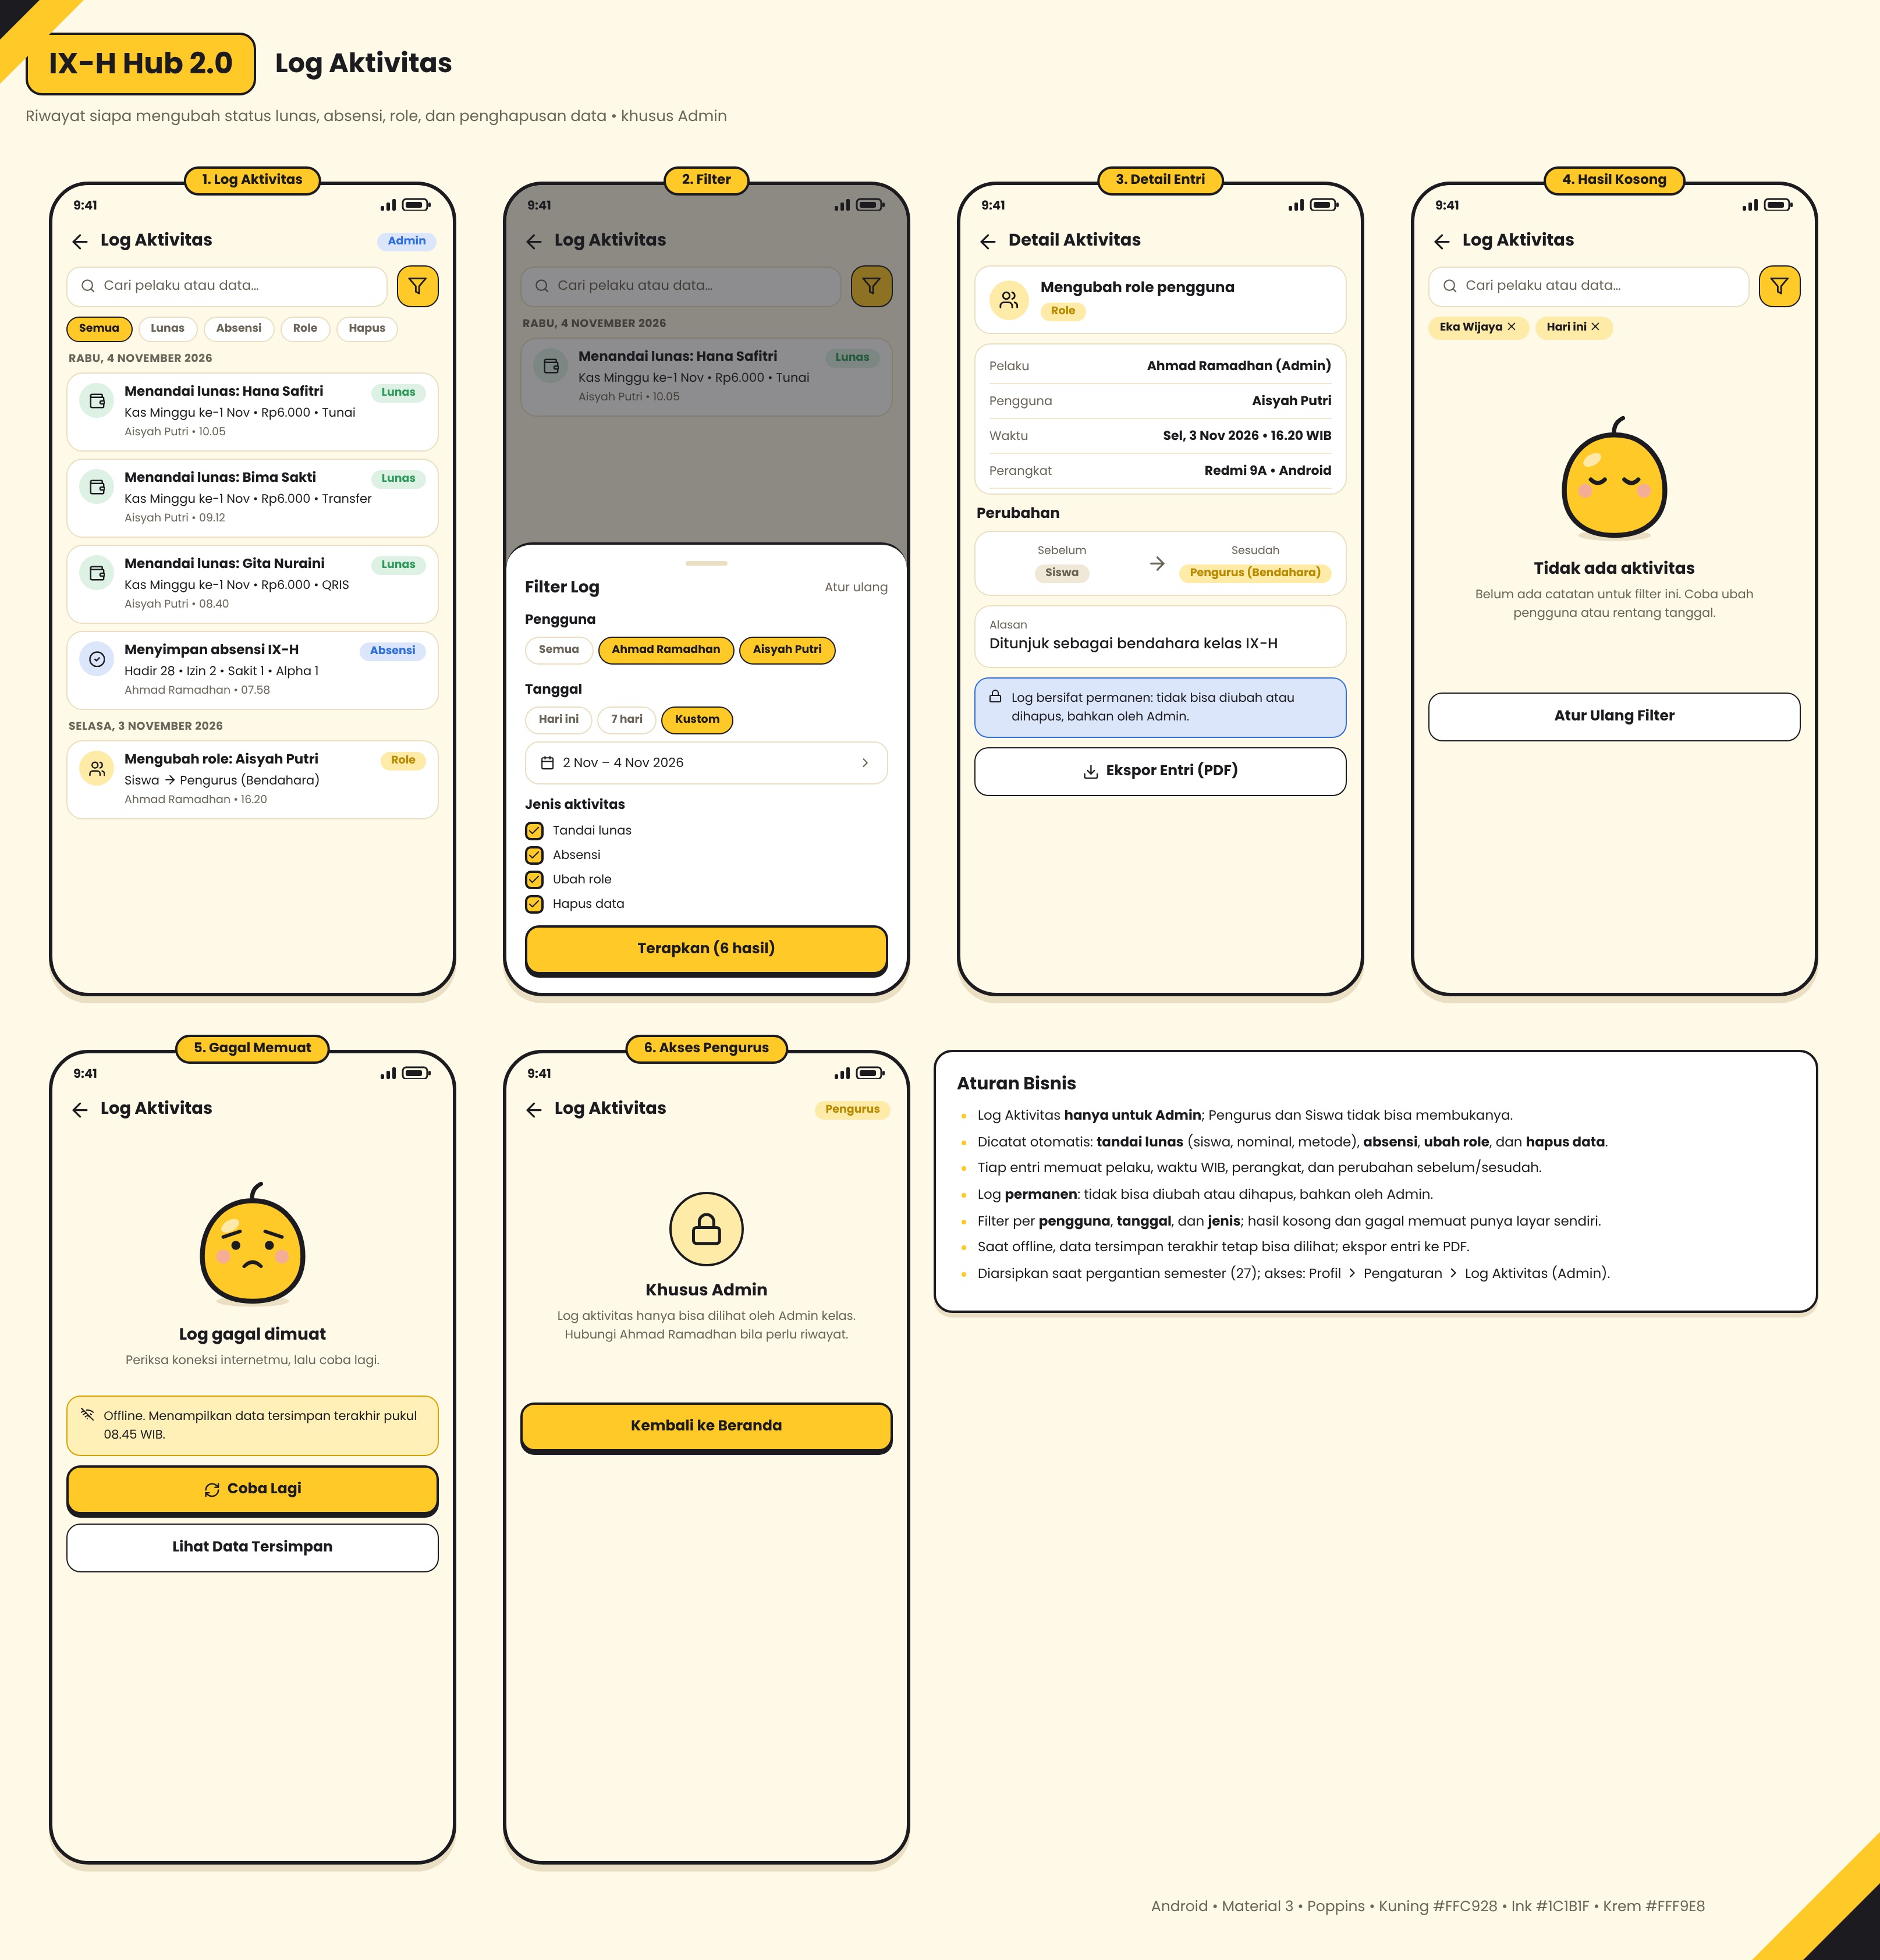 IX-H Hub 2.0
Log Aktivitas
Riwayat siapa mengubah status lunas, absensi, role, dan penghapusan data • khusus Admin
1. Log Aktivitas
9:41
Log Aktivitas
Admin
Cari pelaku atau data...
Semua
Lunas
Absensi
Role
Hapus
RABU, 4 NOVEMBER 2026
Menandai lunas: Hana Safitri
Lunas
Kas Minggu ke-1 Nov • Rp6.000 • Tunai
Aisyah Putri • 10.05
Menandai lunas: Bima Sakti
Lunas
Kas Minggu ke-1 Nov • Rp6.000 • Transfer
Aisyah Putri • 09.12
Menandai lunas: Gita Nuraini
Lunas
Kas Minggu ke-1 Nov • Rp6.000 • QRIS
Aisyah Putri • 08.40
Menyimpan absensi IX-H
Absensi
Hadir 28 • Izin 2 • Sakit 1 • Alpha 1
Ahmad Ramadhan • 07.58
SELASA, 3 NOVEMBER 2026
Mengubah role: Aisyah Putri
Role
Siswa → Pengurus (Bendahara)
Ahmad Ramadhan • 16.20
2. Filter
9:41
Log Aktivitas
Cari pelaku atau data...
RABU, 4 NOVEMBER 2026
Menandai lunas: Hana Safitri
Lunas
Kas Minggu ke-1 Nov • Rp6.000 • Tunai
Aisyah Putri • 10.05
Filter Log
Atur ulang
Pengguna
Semua
Ahmad Ramadhan
Aisyah Putri
Tanggal
Hari ini
7 hari
Kustom
2 Nov – 4 Nov 2026
Jenis aktivitas
Tandai lunas
Absensi
Ubah role
Hapus data
Terapkan (6 hasil)
3. Detail Entri
9:41
Detail Aktivitas
Mengubah role pengguna
Role
Pelaku
Ahmad Ramadhan (Admin)
Pengguna
Aisyah Putri
Waktu
Sel, 3 Nov 2026 • 16.20 WIB
Perangkat
Redmi 9A • Android
Perubahan
Sebelum
Siswa
→
Sesudah
Pengurus (Bendahara)
Alasan
Ditunjuk sebagai bendahara kelas IX-H
Log bersifat permanen: tidak bisa diubah atau
dihapus, bahkan oleh Admin.
Ekspor Entri (PDF)
4. Hasil Kosong
9:41
Log Aktivitas
Cari pelaku atau data...
Eka Wijaya ×
Hari ini ×
Tidak ada aktivitas
Belum ada catatan untuk filter ini. Coba ubah
pengguna atau rentang tanggal.
Atur Ulang Filter
5. Gagal Memuat
9:41
Log Aktivitas
Log gagal dimuat
Periksa koneksi internetmu, lalu coba lagi.
Offline. Menampilkan data tersimpan terakhir pukul
08.45 WIB.
Coba Lagi
Lihat Data Tersimpan
6. Akses Pengurus
9:41
Log Aktivitas
Pengurus
Khusus Admin
Log aktivitas hanya bisa dilihat oleh Admin kelas.
Hubungi Ahmad Ramadhan bila perlu riwayat.
Kembali ke Beranda
Aturan Bisnis
• Log Aktivitas hanya untuk Admin; Pengurus dan Siswa tidak bisa membukanya.
• Dicatat otomatis: tandai lunas (siswa, nominal, metode), absensi, ubah role, dan hapus data.
• Tiap entri memuat pelaku, waktu WIB, perangkat, dan perubahan sebelum/sesudah.
• Log permanen: tidak bisa diubah atau dihapus, bahkan oleh Admin.
• Filter per pengguna, tanggal, dan jenis; hasil kosong dan gagal memuat punya layar sendiri.
• Saat offline, data tersimpan terakhir tetap bisa dilihat; ekspor entri ke PDF.
• Diarsipkan saat pergantian semester (27); akses: Profil > Pengaturan > Log Aktivitas (Admin).
Android • Material 3 • Poppins • Kuning #FFC928 • Ink #1C1B1F • Krem #FFF9E8